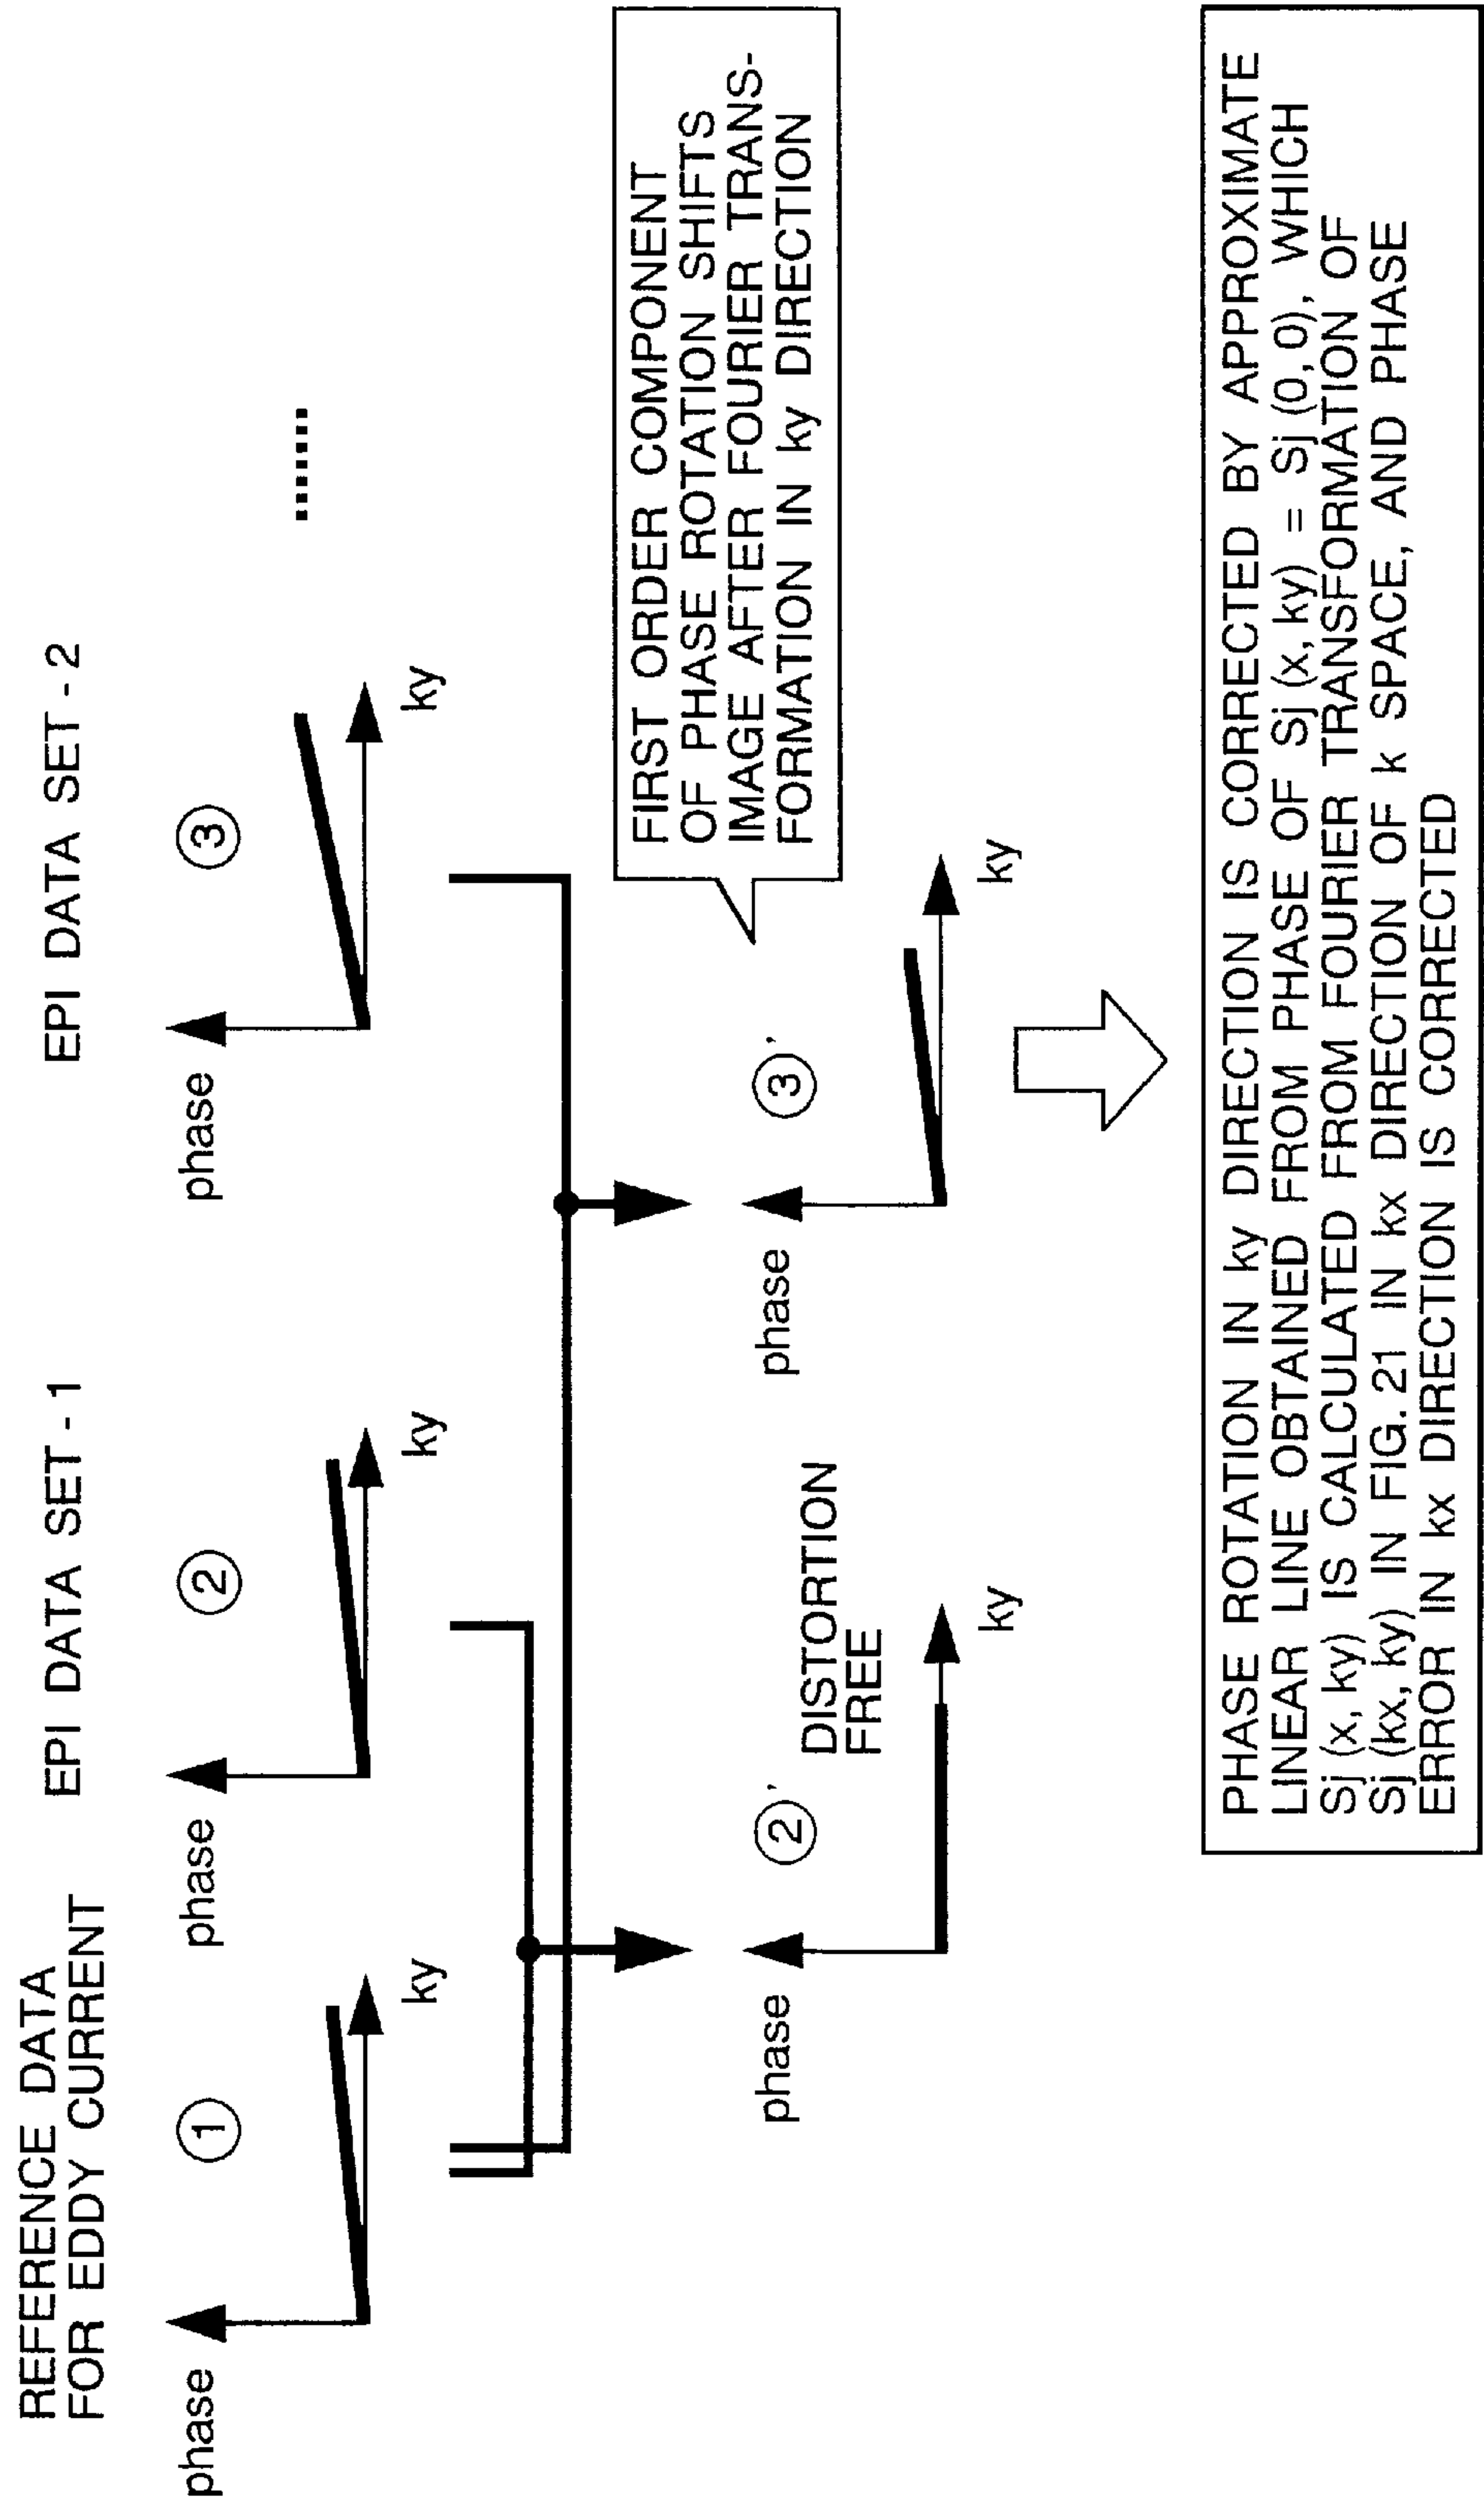 REFERENCE DATA
FOR EDDY CURRENT
EPI DATA SET - 1
EPI DATA SET - 2
phase
①
ky
phase
②
ky
phase
③
ky
......
FIRST ORDER COMPONENT
OF PHASE ROTATION SHIFTS
IMAGE AFTER FOURIER TRANS-
FORMATION IN ky DIRECTION
phase
②'
DISTORTION
FREE
ky
phase
③'
ky
PHASE ROTATION IN ky DIRECTION IS CORRECTED BY APPROXIMATE
LINEAR LINE OBTAINED FROM PHASE OF Sj (x, ky) = Sj (0, 0), WHICH
Sj (x, ky) IS CALCULATED FROM FOURIER TRANSFORMATION OF
Sj (kx, ky) IN FIG. 21 IN kx DIRECTION OF k SPACE, AND PHASE
ERROR IN kx DIRECTION IS CORRECTED